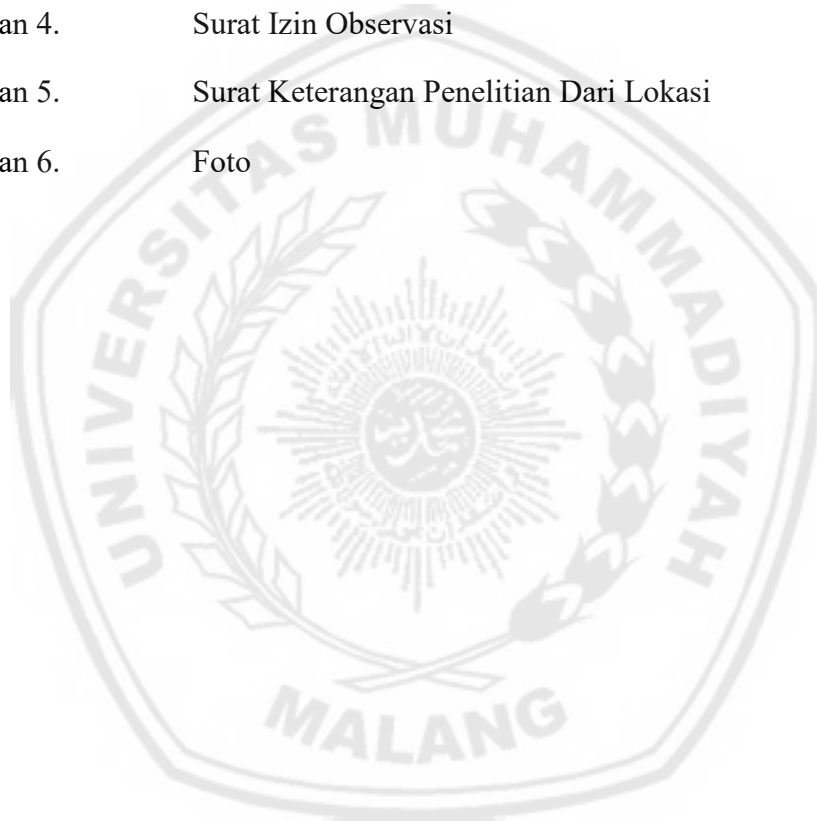 an 4. Surat Izin Observasi
an 5. Surat Keterangan Penelitian Dari Lokasi
an 6. Foto
UNIVERSITAS MUHAMMADIYAH
MALANG